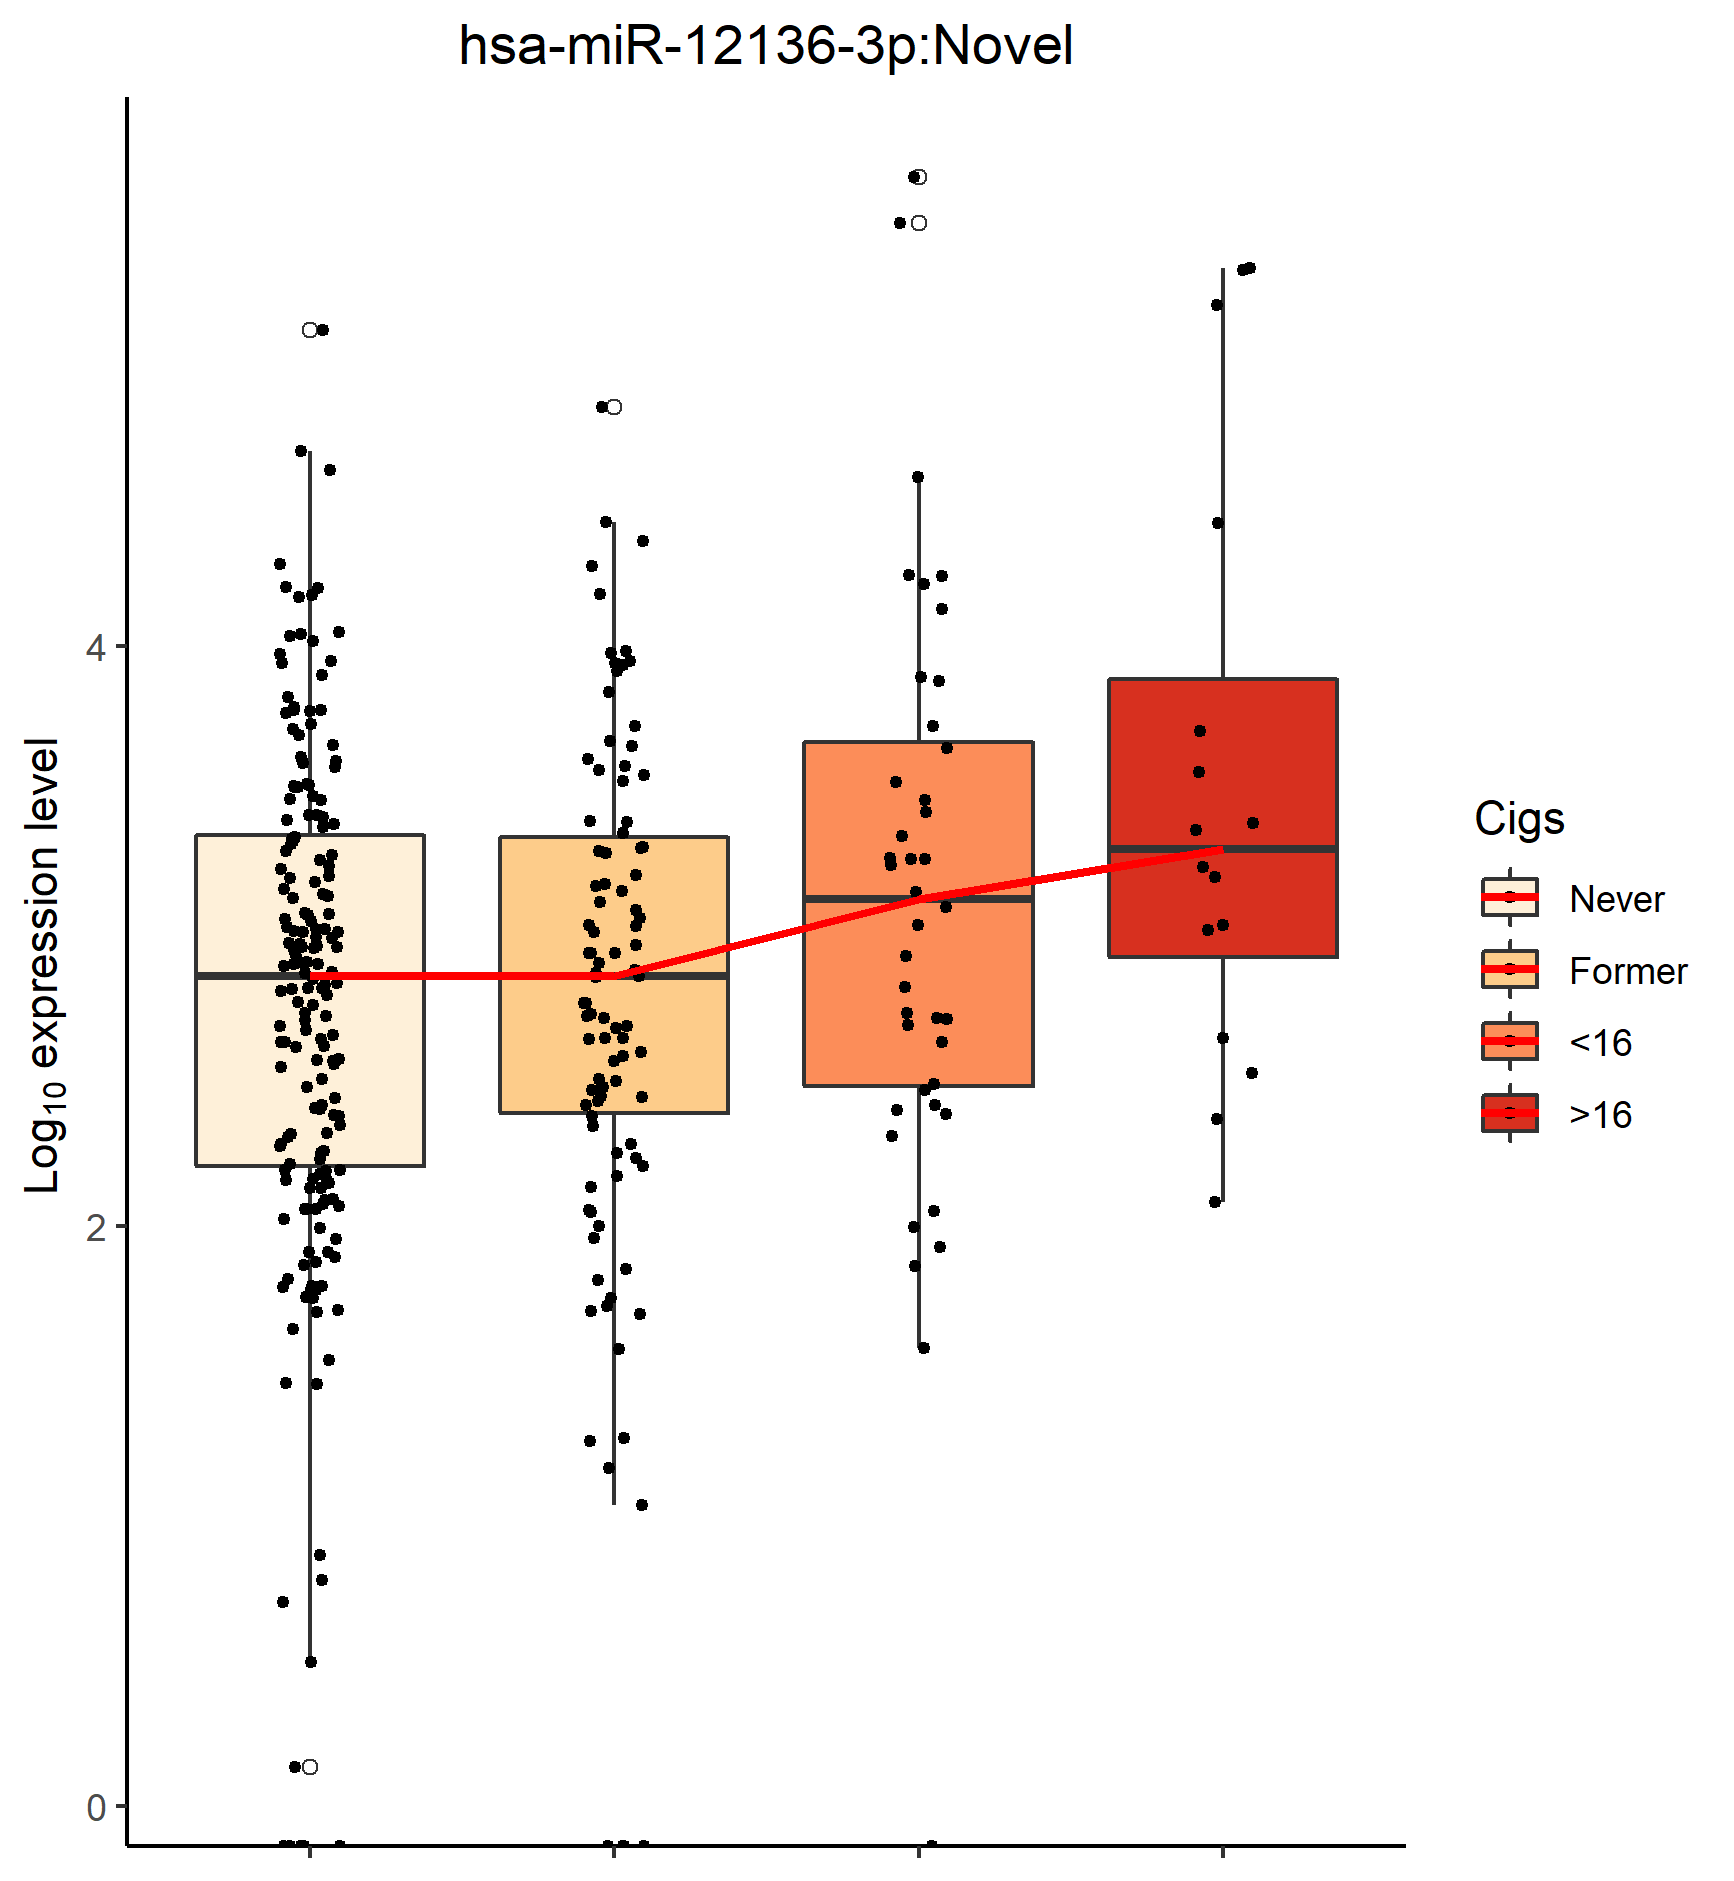 hsa-miR-12136-3p:Novel
Log10 expression level
4
2
0
Cigs
Never
Former
<16
>16